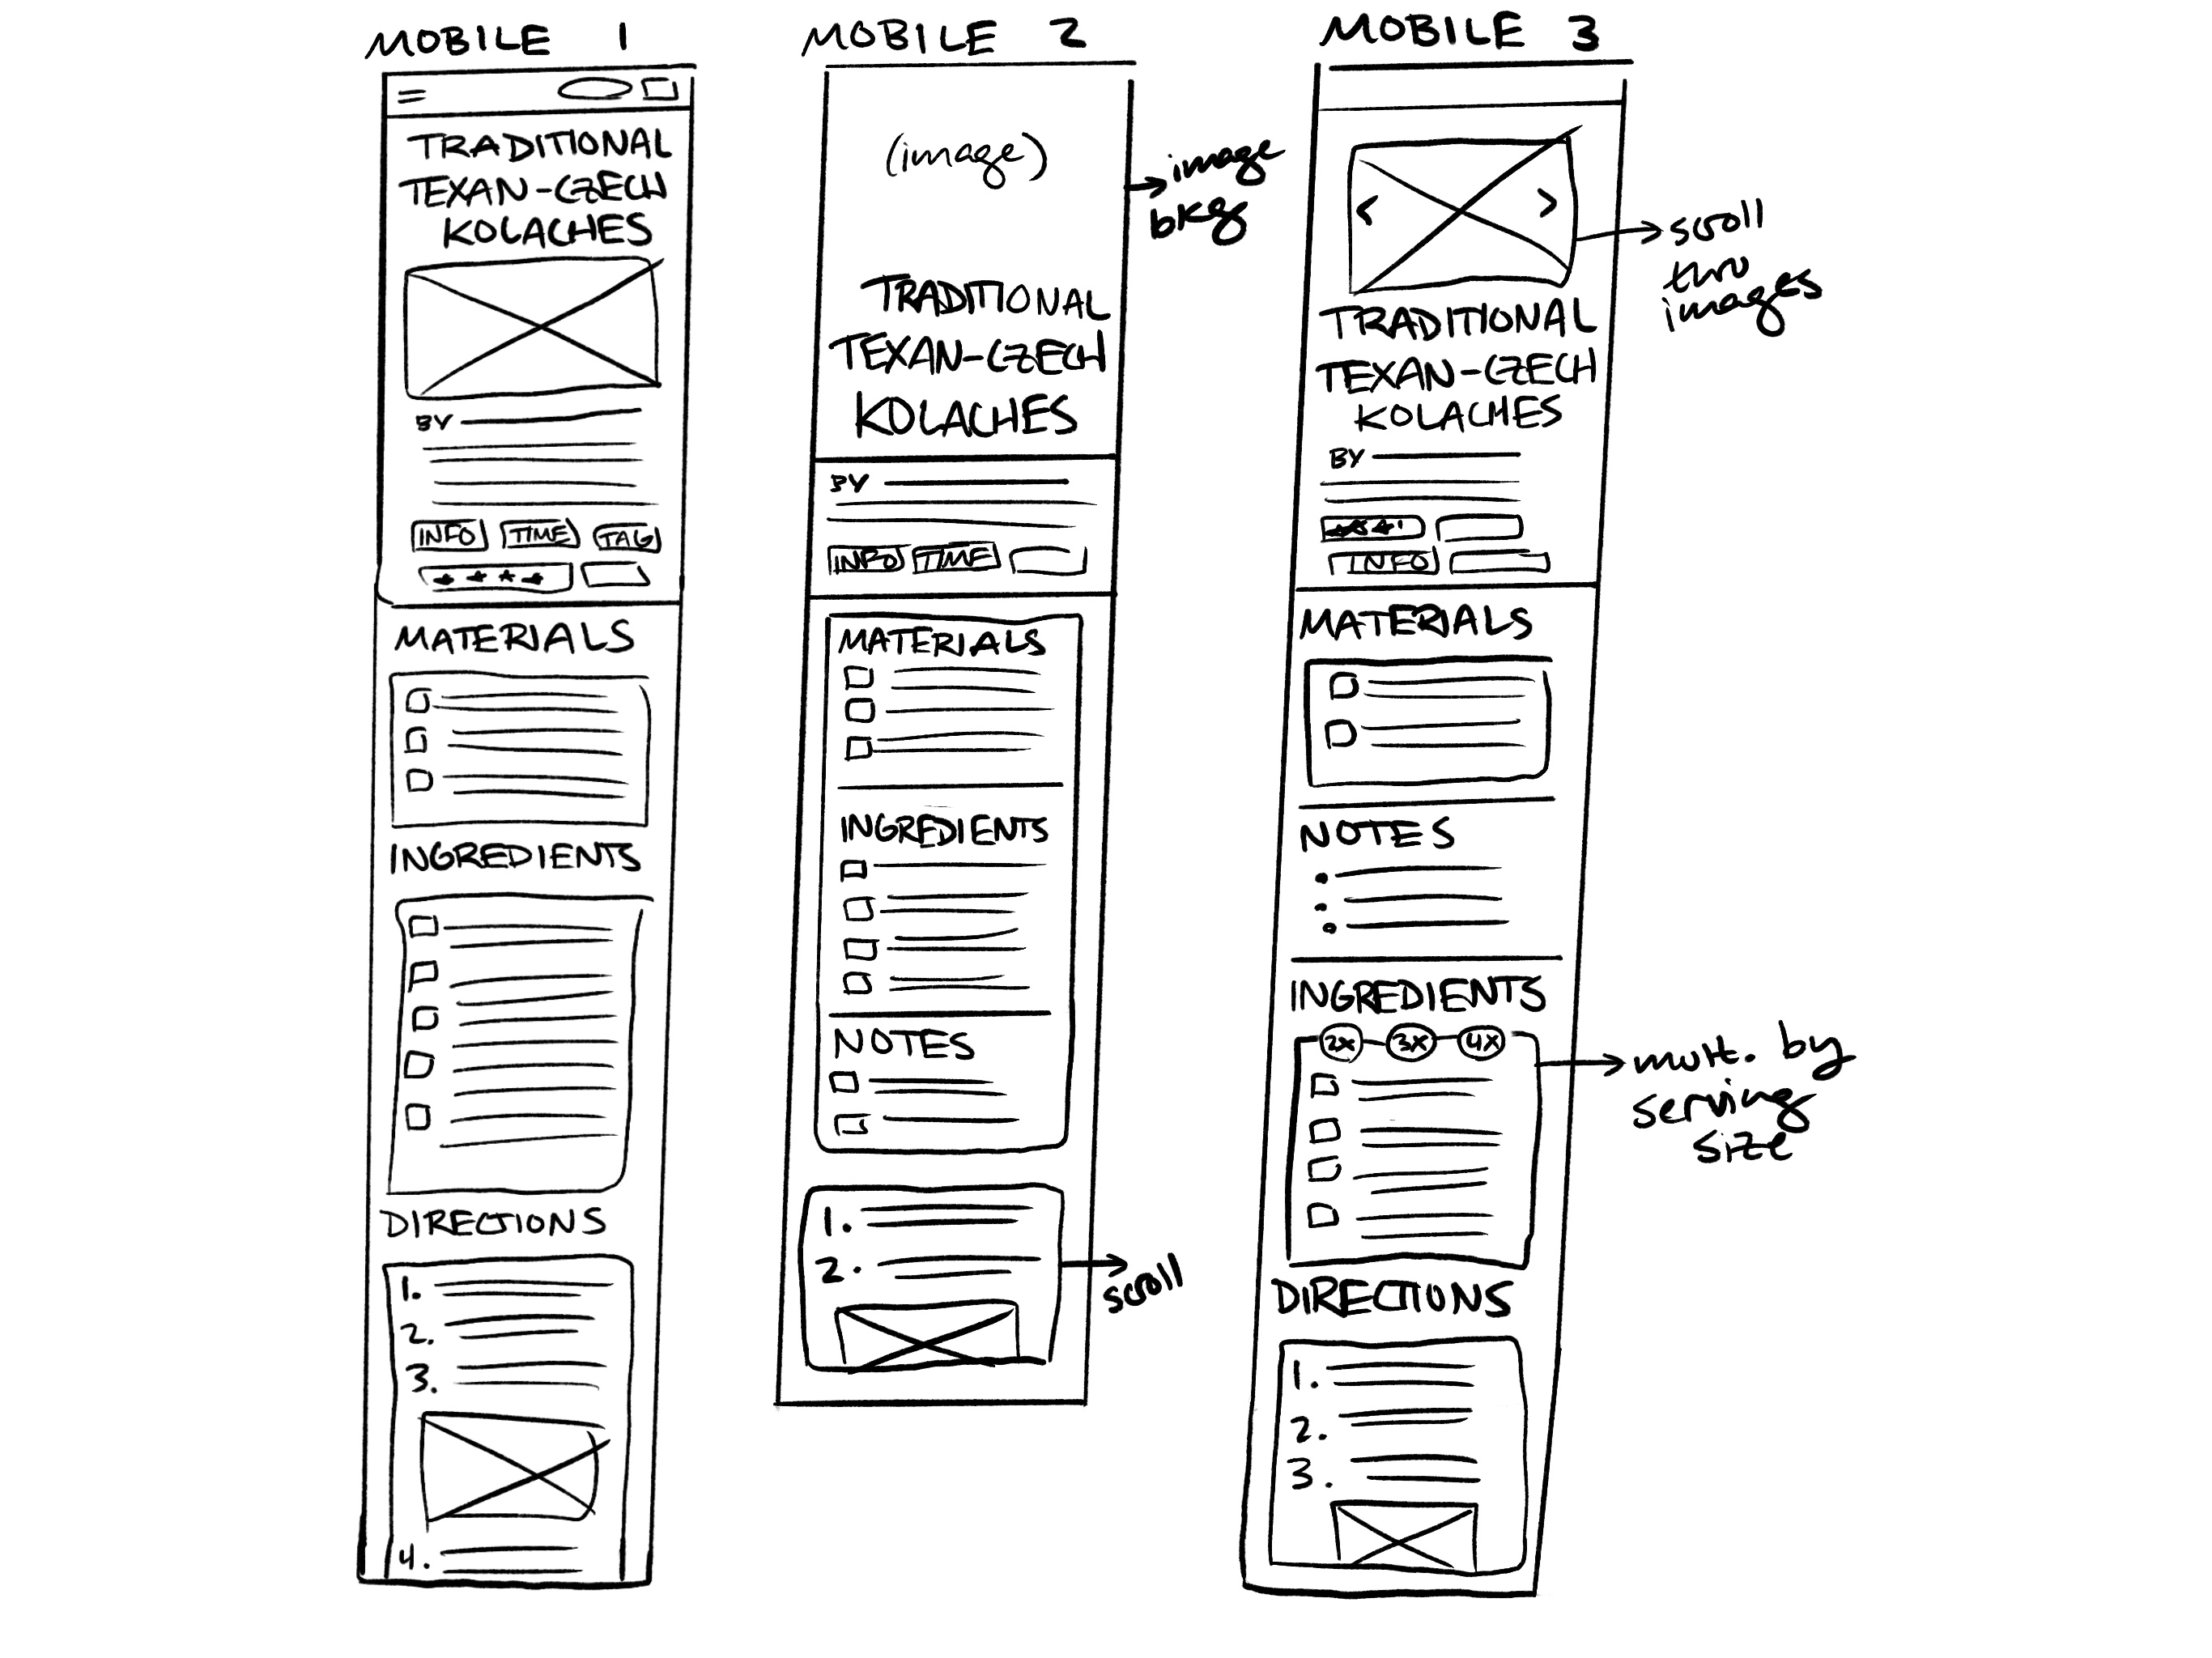 MOBILE 1
TRADITIONAL
TEXAN-CZECH
KOLACHES
BY
INFO TIME TAG
MATERIALS
INGREDIENTS
DIRECTIONS
1.
2.
3.
4.
MOBILE 2
(image)
image
bkg
TRADITIONAL
TEXAN-CZECH
KOLACHES
BY
INFO TIME
MATERIALS
INGREDIENTS
NOTES
1.
2.
scroll
MOBILE 3
< >
scroll
thru
images
TRADITIONAL
TEXAN-CZECH
KOLACHES
BY
INFO
MATERIALS
NOTES
INGREDIENTS
2X 3X 4X
mult. by
serving
size
DIRECTIONS
1.
2.
3.